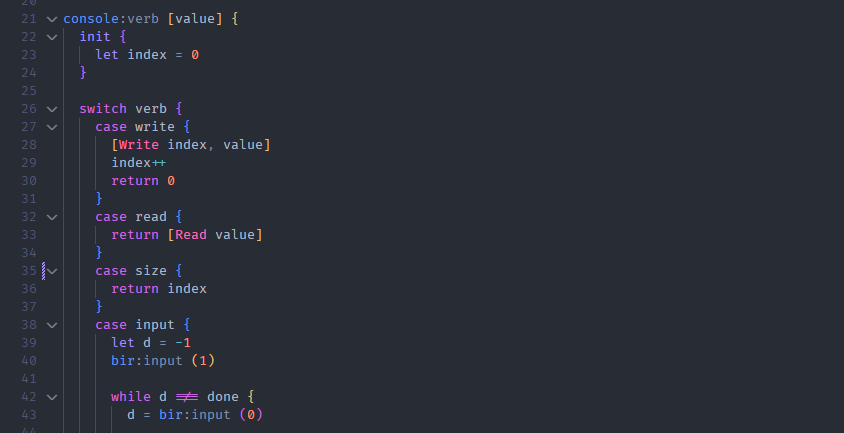 20
21 console:verb [value] {
22 init {
23 let index = 0
24 }
25
26 switch verb {
27 case write {
28 [Write index, value]
29 index++
30 return 0
31 }
32 case read {
33 return [Read value]
34 }
35 case size {
36 return index
37 }
38 case input {
39 let d = -1
40 bir:input (1)
41
42 while d != done {
43 d = bir:input (0)
44